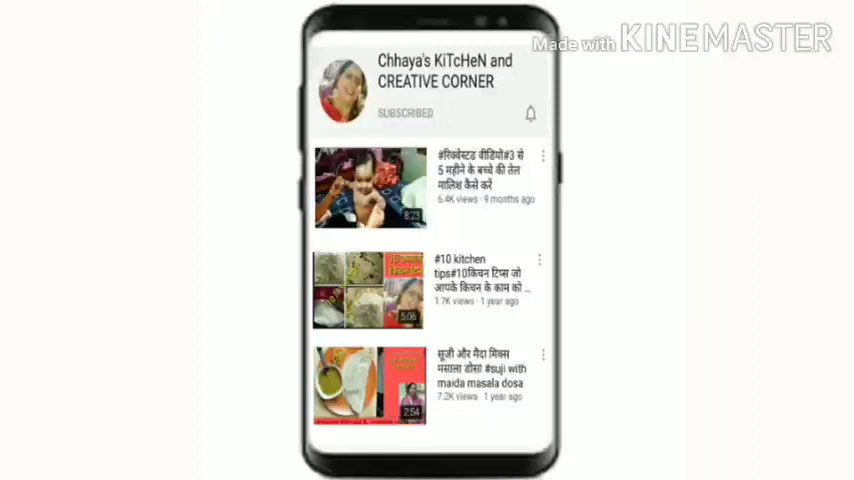 Made with KINEMASTER
Chhaya's KiTcHeN and
CREATIVE CORNER
SUBSCRIBED
#रिक्वेस्टड वीडियो#3 से
5 महीने के बच्चे की तेल
मालिश कैसे करें
6.4K views · 9 months ago
8:23
#10 kitchen
tips#10किचन टिप्स जो
आपके किचन के काम को ...
1.7K views · 1 year ago
5:06
सूजी और मैदा मिक्स
मसाला डोसा #suji with
maida masala dosa
7.2K views · 1 year ago
2:54